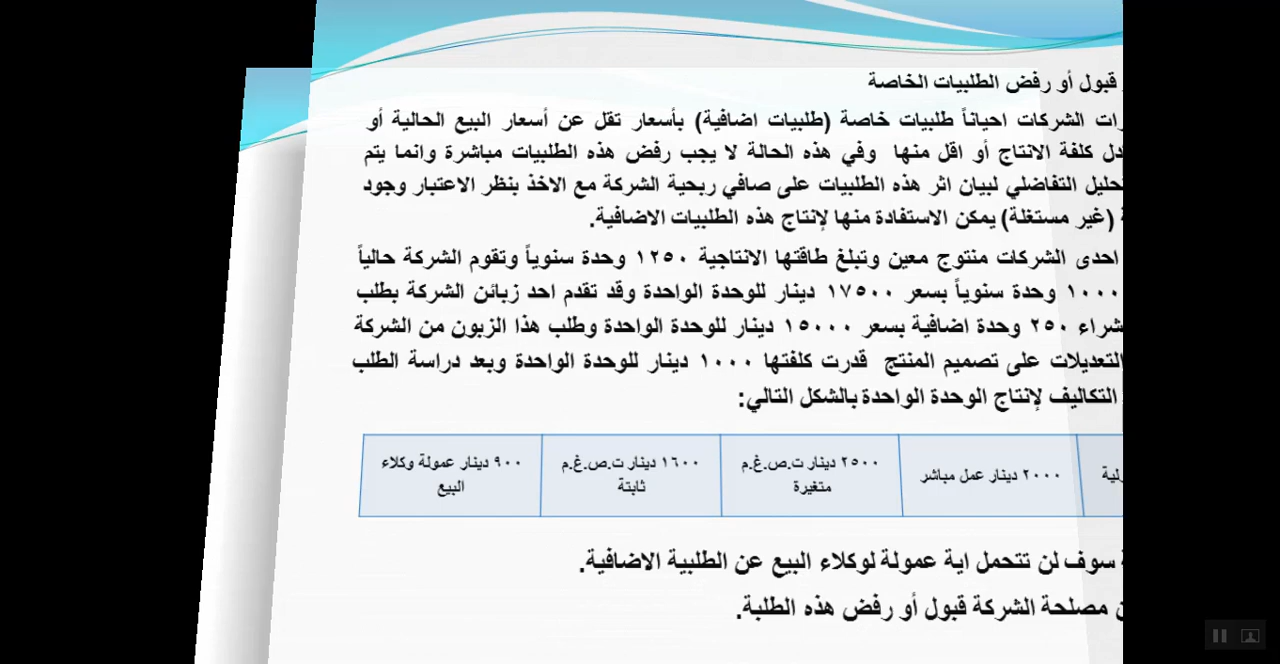 قبول أو رفض الطلبيات الخاصة
الشركات احياناً طلبيات خاصة (طلبيات اضافية) بأسعار تقل عن أسعار البيع الحالية أو
كلفة الانتاج أو اقل منها وفي هذه الحالة لا يجب رفض هذه الطلبيات مباشرة وانما يتم
التفاضلي لبيان اثر هذه الطلبيات على صافي ربحية الشركة مع الاخذ بنظر الاعتبار وجود
(غير مستغلة) يمكن الاستفادة منها لإنتاج هذه الطلبيات الاضافية.
احدى الشركات منتوج معين وتبلغ طاقتها الانتاجية ١٢٥٠ وحدة سنوياً وتقوم الشركة حالياً
١٠٠٠ وحدة سنوياً بسعر ١٧٥٠٠ دينار للوحدة الواحدة وقد تقدم احد زبائن الشركة بطلب
شراء ٢٥٠ وحدة اضافية بسعر ١٥٠٠٠ دينار للوحدة الواحدة وطلب هذا الزبون من الشركة
التعديلات على تصميم المنتج قدرت كلفتها ١٠٠٠ دينار للوحدة الواحدة وبعد دراسة الطلب
التكاليف لإنتاج الوحدة الواحدة بالشكل التالي:
٢٠٠٠ دينار عمل مباشر
٢٥٠٠ دينار ت.ص.غ.م
متغيرة
١٦٠٠ دينار ت.ص.غ.م
ثابتة
٩٠٠ دينار عمولة وكلاء
البيع
سوف لن تتحمل اية عمولة لوكلاء البيع عن الطلبية الاضافية.
مصلحة الشركة قبول أو رفض هذه الطلبة.